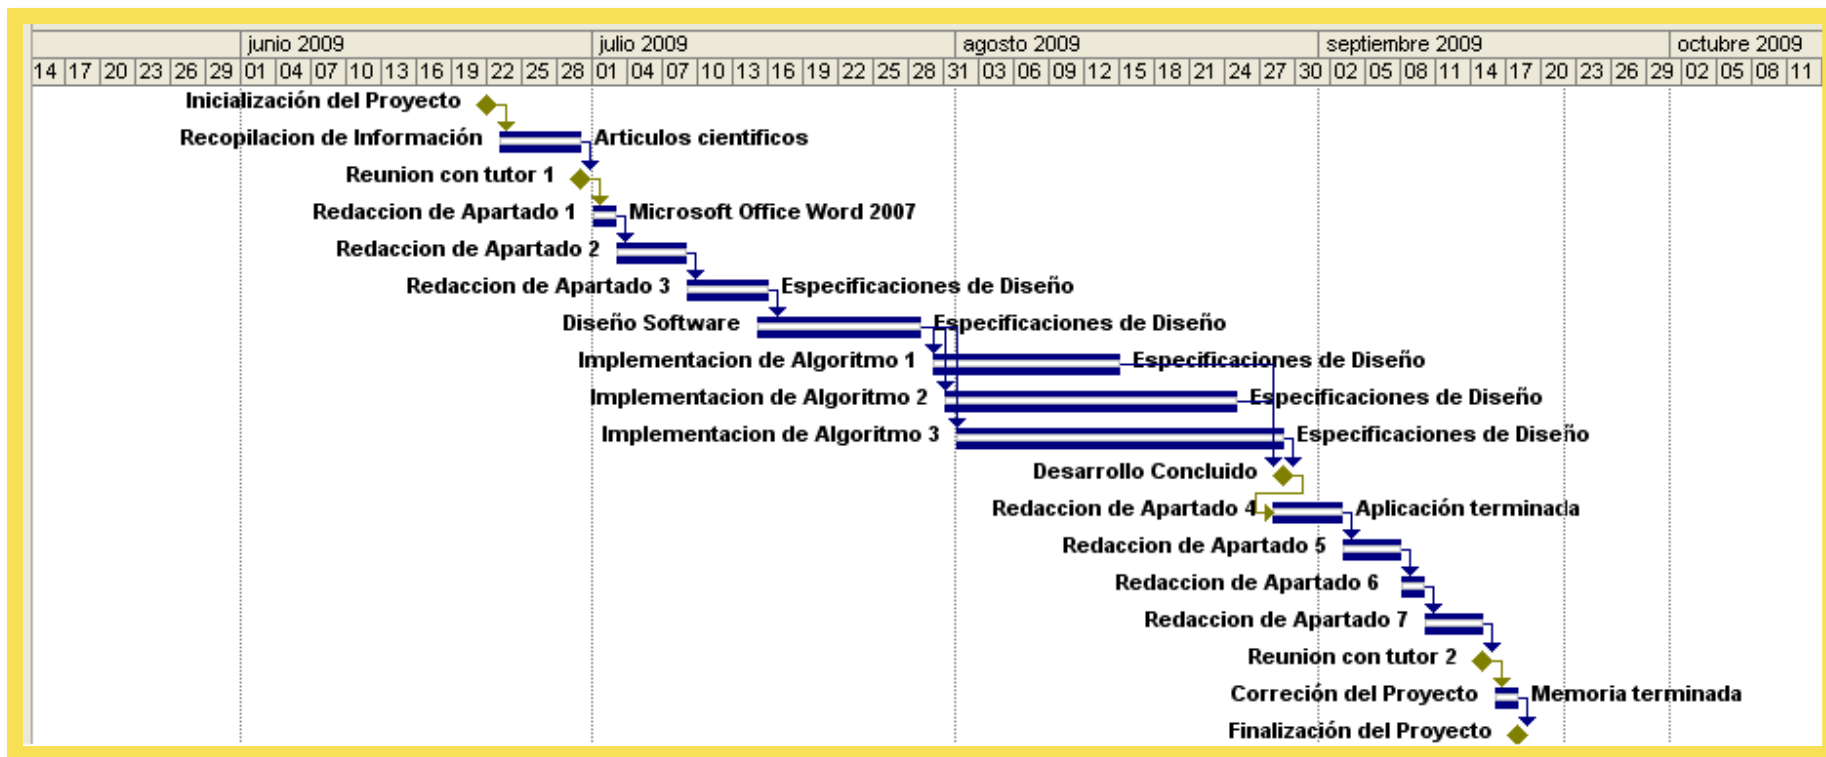 junio 2009 julio 2009 agosto 2009 septiembre 2009 octubre 2009
14 17 20 23 26 29 01 04 07 10 13 16 19 22 25 28 01 04 07 10 13 16 19 22 25 28 31 03 06 09 12 15 18 21 24 27 30 02 05 08 11 14 17 20 23 26 29 02 05 08 11
Inicialización del Proyecto
Recopilacion de Información Articulos cientificos
Reunion con tutor 1
Redaccion de Apartado 1 Microsoft Office Word 2007
Redaccion de Apartado 2
Redaccion de Apartado 3 Especificaciones de Diseño
Diseño Software Especificaciones de Diseño
Implementacion de Algoritmo 1 Especificaciones de Diseño
Implementacion de Algoritmo 2 Especificaciones de Diseño
Implementacion de Algoritmo 3 Especificaciones de Diseño
Desarrollo Concluido
Redaccion de Apartado 4 Aplicación terminada
Redaccion de Apartado 5
Redaccion de Apartado 6
Redaccion de Apartado 7
Reunion con tutor 2
Correción del Proyecto Memoria terminada
Finalización del Proyecto